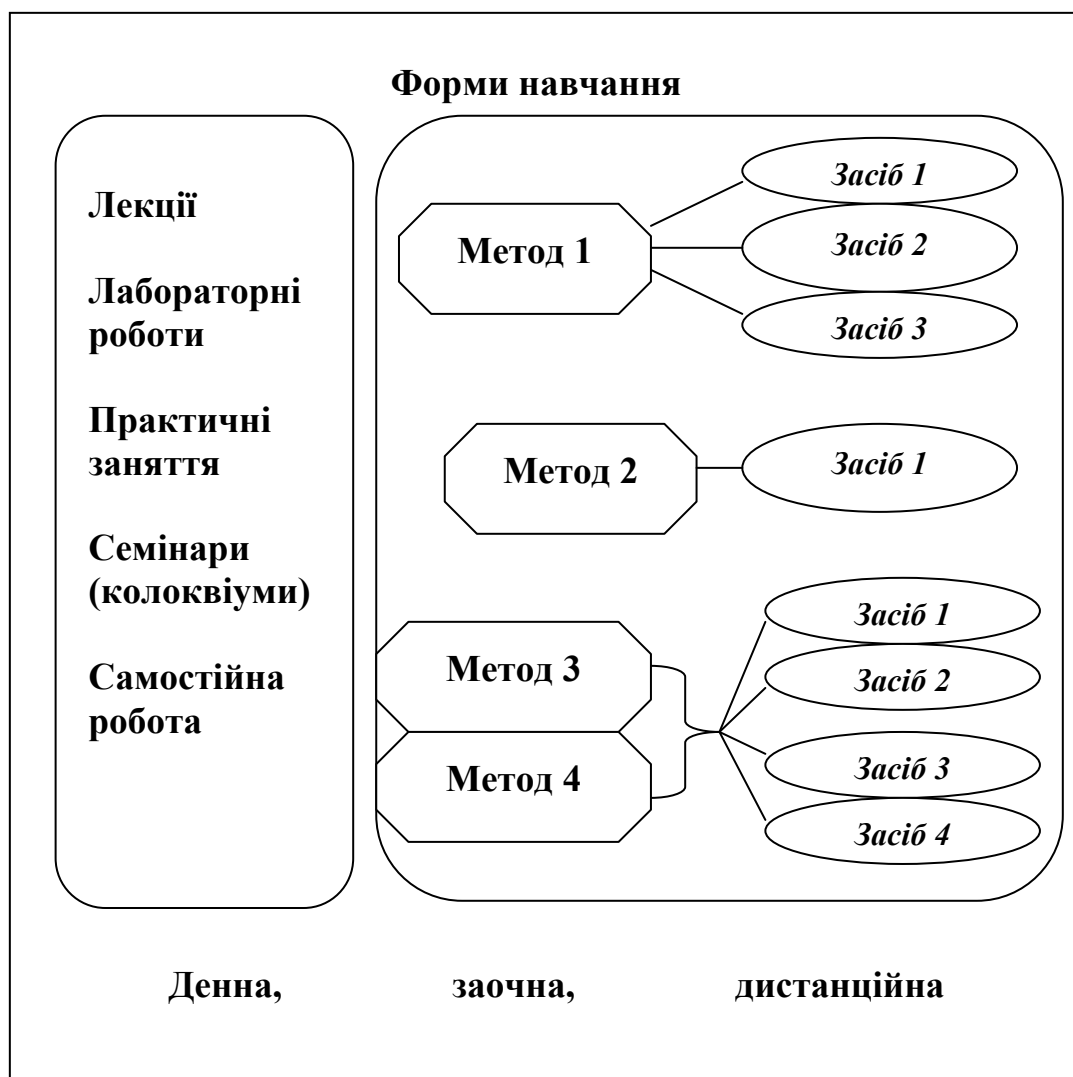 Форми навчання
Лекції
Лабораторні
роботи
Практичні
заняття
Семінари
(колоквіуми)
Самостійна
робота
Метод 1
Засіб 1
Засіб 2
Засіб 3
Метод 2
Засіб 1
Метод 3
Метод 4
Засіб 1
Засіб 2
Засіб 3
Засіб 4
Денна, заочна, дистанційна